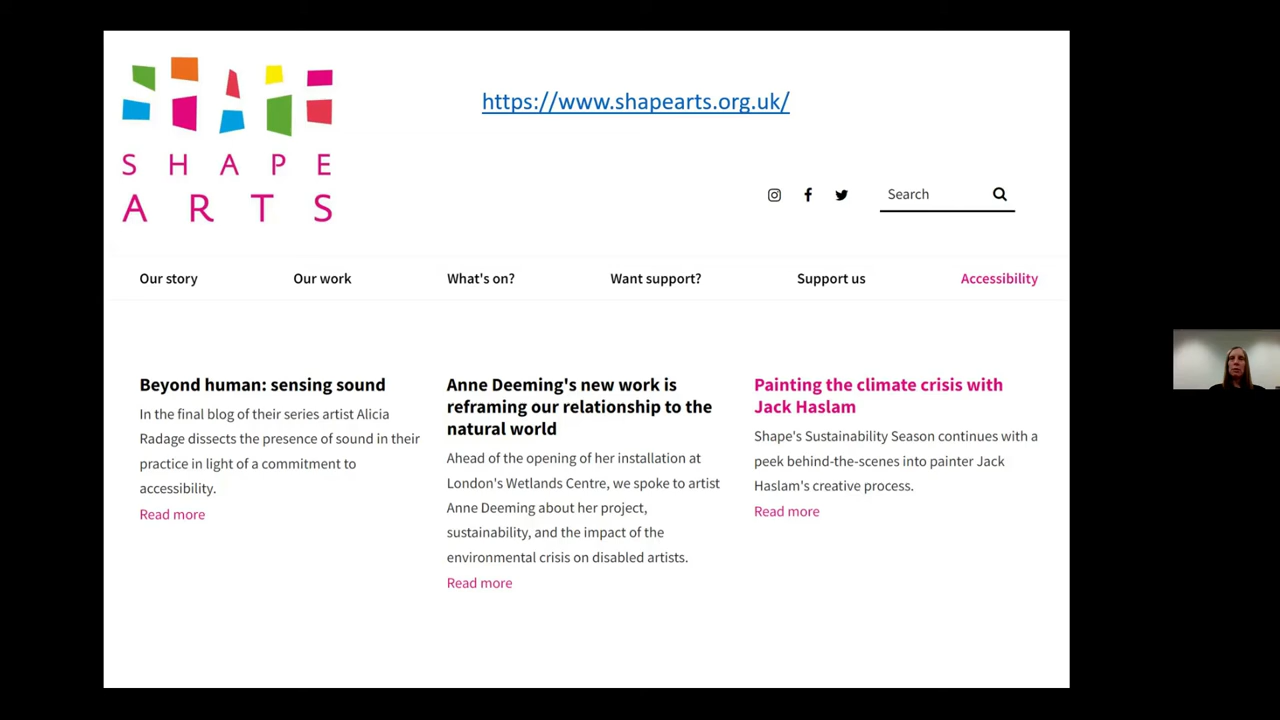 SHAPE
SHAPE
ARTS
https://www.shapearts.org.uk/
Search
Our story
Our work
What's on?
Want support?
Support us
Accessibility
Beyond human: sensing sound
In the final blog of their series artist Alicia
Radage dissects the presence of sound in their
practice in light of a commitment to
accessibility.
Read more
Anne Deeming's new work is
reframing our relationship to the
natural world
Ahead of the opening of her installation at
London's Wetlands Centre, we spoke to artist
Anne Deeming about her project,
sustainability, and the impact of the
environmental crisis on disabled artists.
Read more
Painting the climate crisis with
Jack Haslam
Shape's Sustainability Season continues with a
peek behind-the-scenes into painter Jack
Haslam's creative process.
Read more